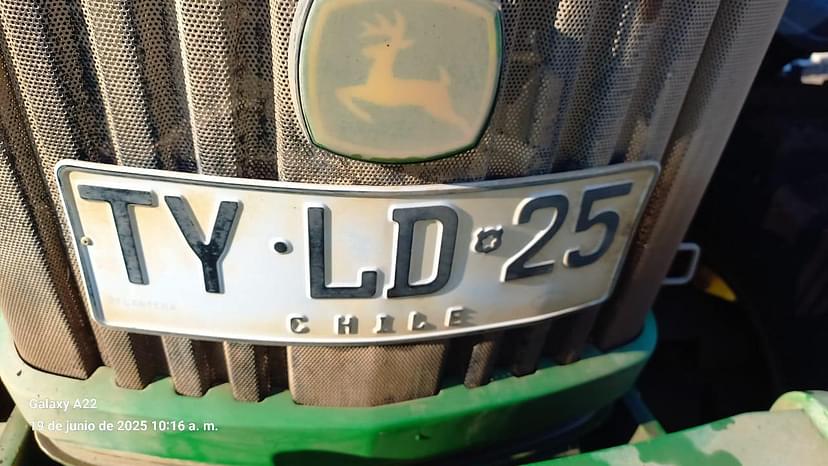 TY·LD 25
CHILE
Galaxy A22
19 de junio de 2025 10:16 a. m.